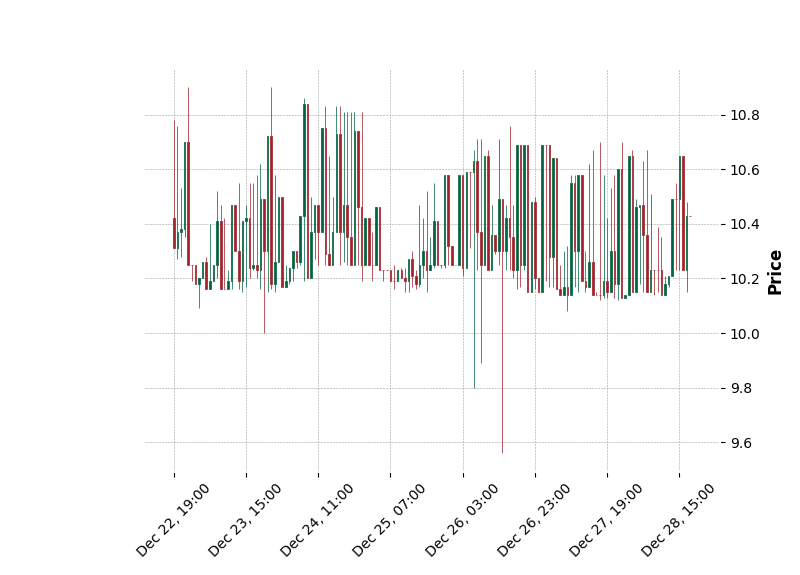 10.8
10.6
10.4
10.2
10.0
9.8
9.6
Price
Dec 22, 19:00
Dec 23, 15:00
Dec 24, 11:00
Dec 25, 07:00
Dec 26, 03:00
Dec 26, 23:00
Dec 27, 19:00
Dec 28, 15:00